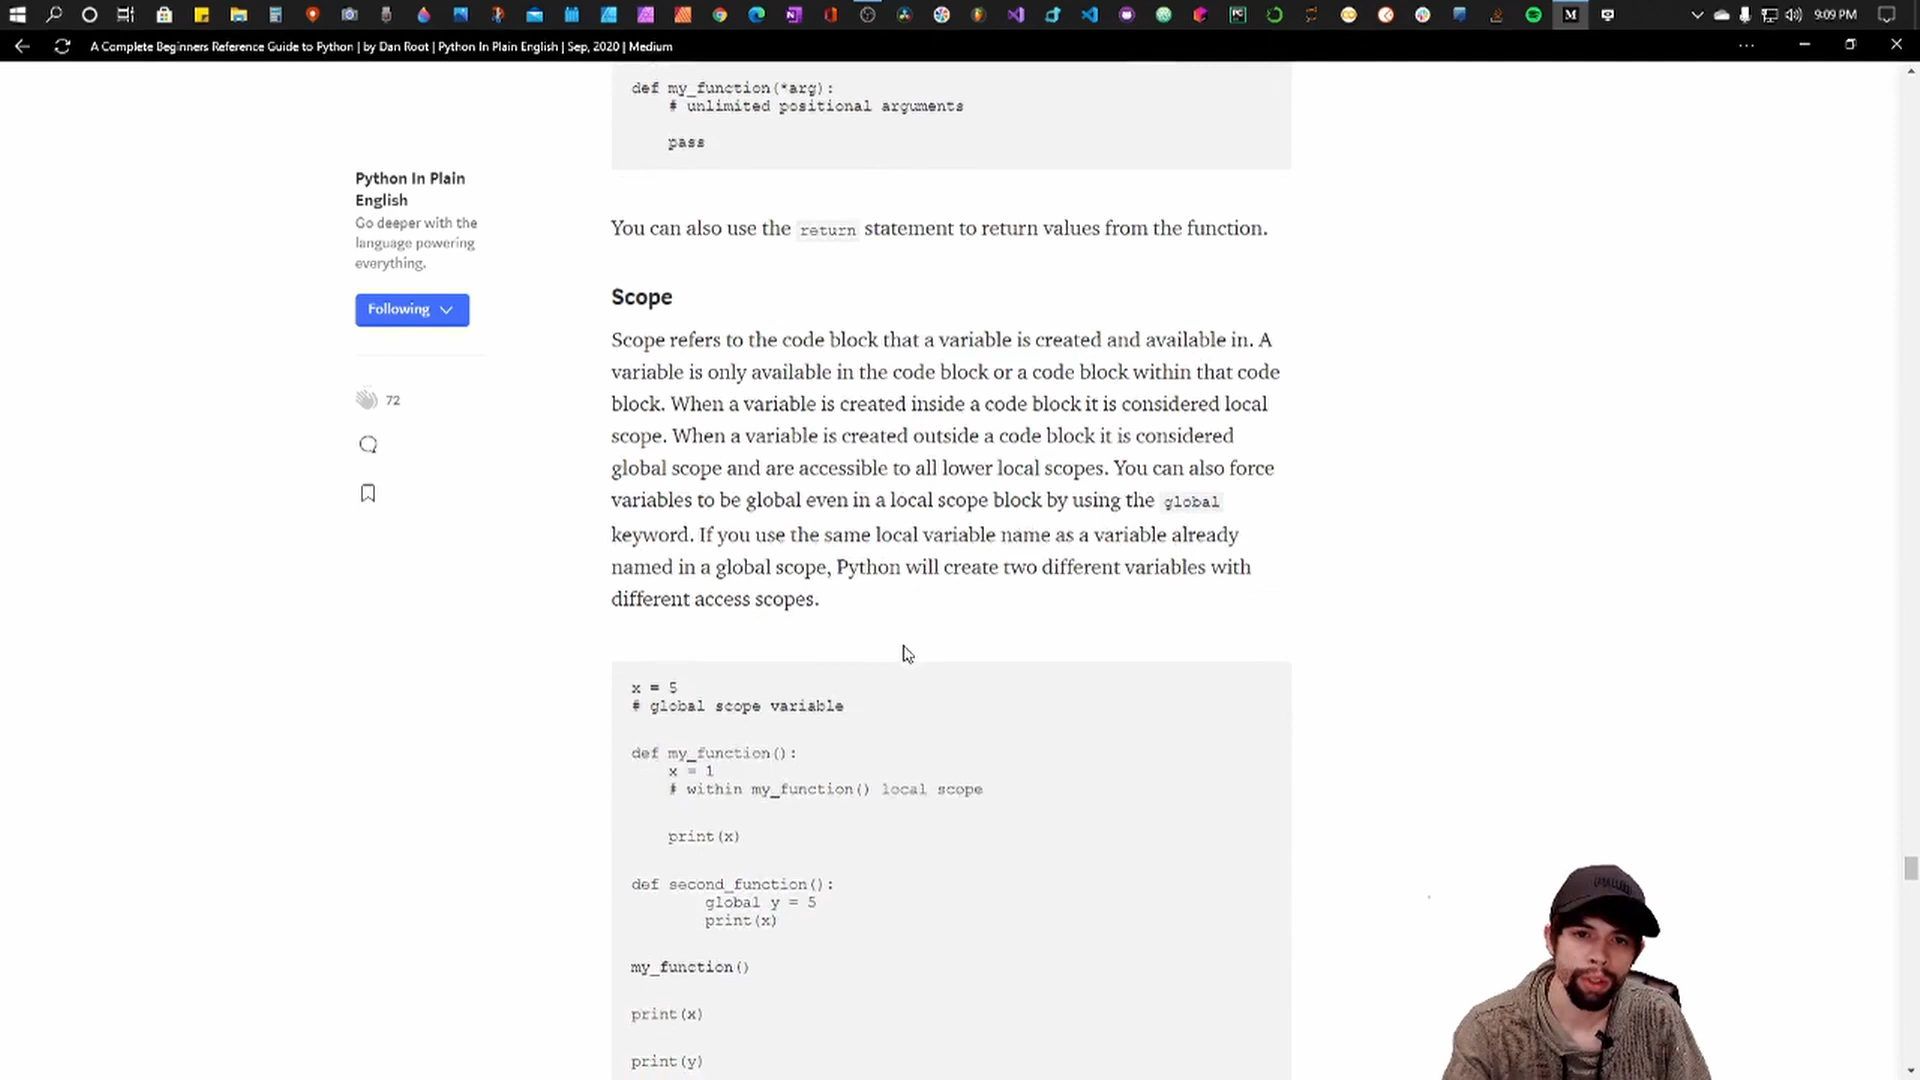 9:09 PM
A Complete Beginners Reference Guide to Python | by Dan Root | Python In Plain English | Sep, 2020 | Medium
def my_function(*arg):
# unlimited positional arguments
pass
Python In Plain
English
Go deeper with the
language powering
everything.
Following
72
You can also use the return statement to return values from the function.
Scope
Scope refers to the code block that a variable is created and available in. A
variable is only available in the code block or a code block within that code
block. When a variable is created inside a code block it is considered local
scope. When a variable is created outside a code block it is considered
global scope and are accessible to all lower local scopes. You can also force
variables to be global even in a local scope block by using the global
keyword. If you use the same local variable name as a variable already
named in a global scope, Python will create two different variables with
different access scopes.
x = 5
# global scope variable
def my_function():
x = 1
# within my_function() local scope
print(x)
def second_function():
global y = 5
print(x)
my_function()
print(x)
print(y)